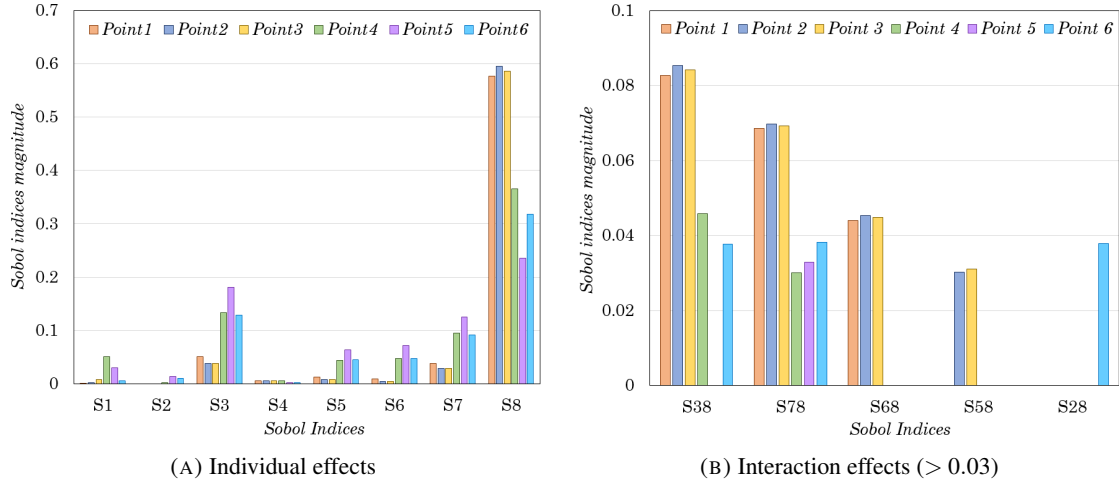 Point1 Point2 Point3 Point4 Point5 Point6
0.7
0.6
0.5
0.4
0.3
0.2
0.1
0
Sobol indices magnitude
S1 S2 S3 S4 S5 S6 S7 S8
Sobol Indices
(A) Individual effects
Point 1 Point 2 Point 3 Point 4 Point 5 Point 6
0.1
0.08
0.06
0.04
0.02
0
Sobol indices magnitude
S38 S78 S68 S58 S28
Sobol Indices
(B) Interaction effects (> 0.03)